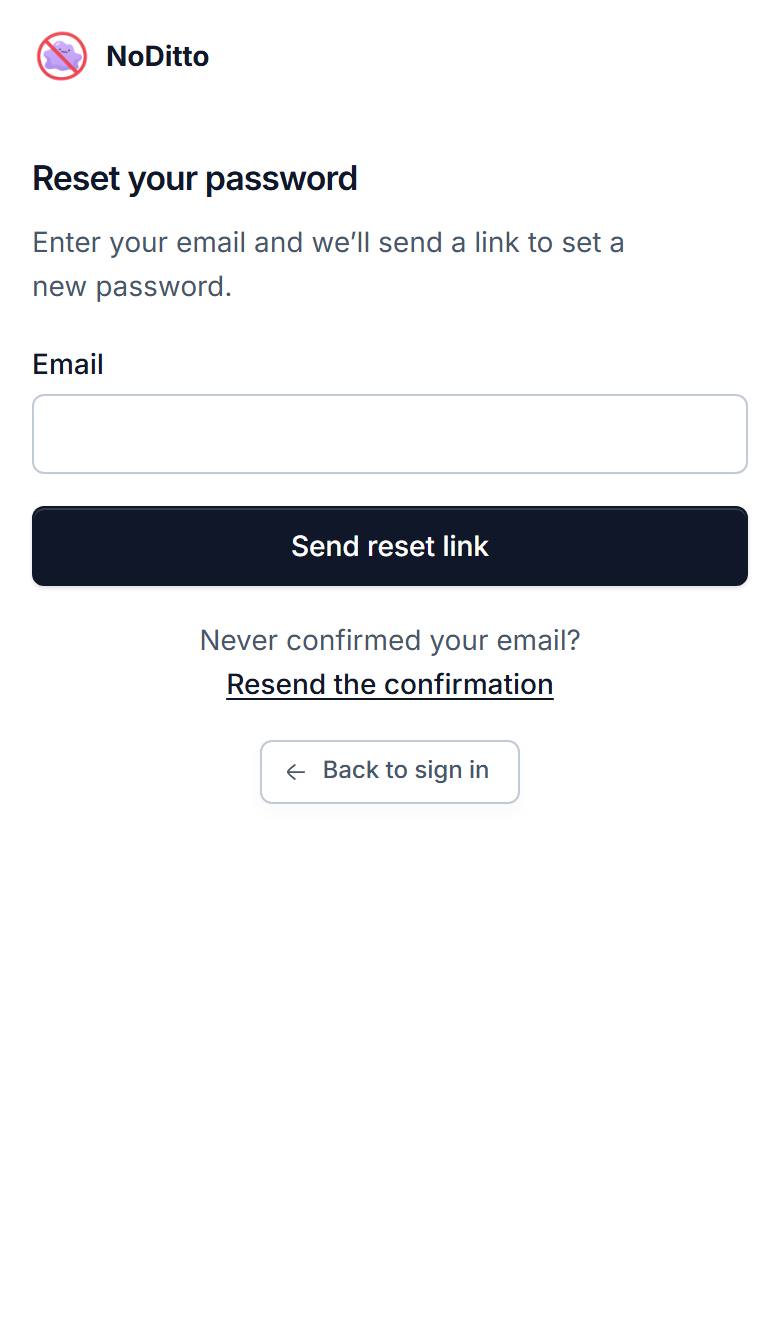 NoDitto
Reset your password
Enter your email and we’ll send a link to set a
new password.
Email
Send reset link
Never confirmed your email?
Resend the confirmation
← Back to sign in